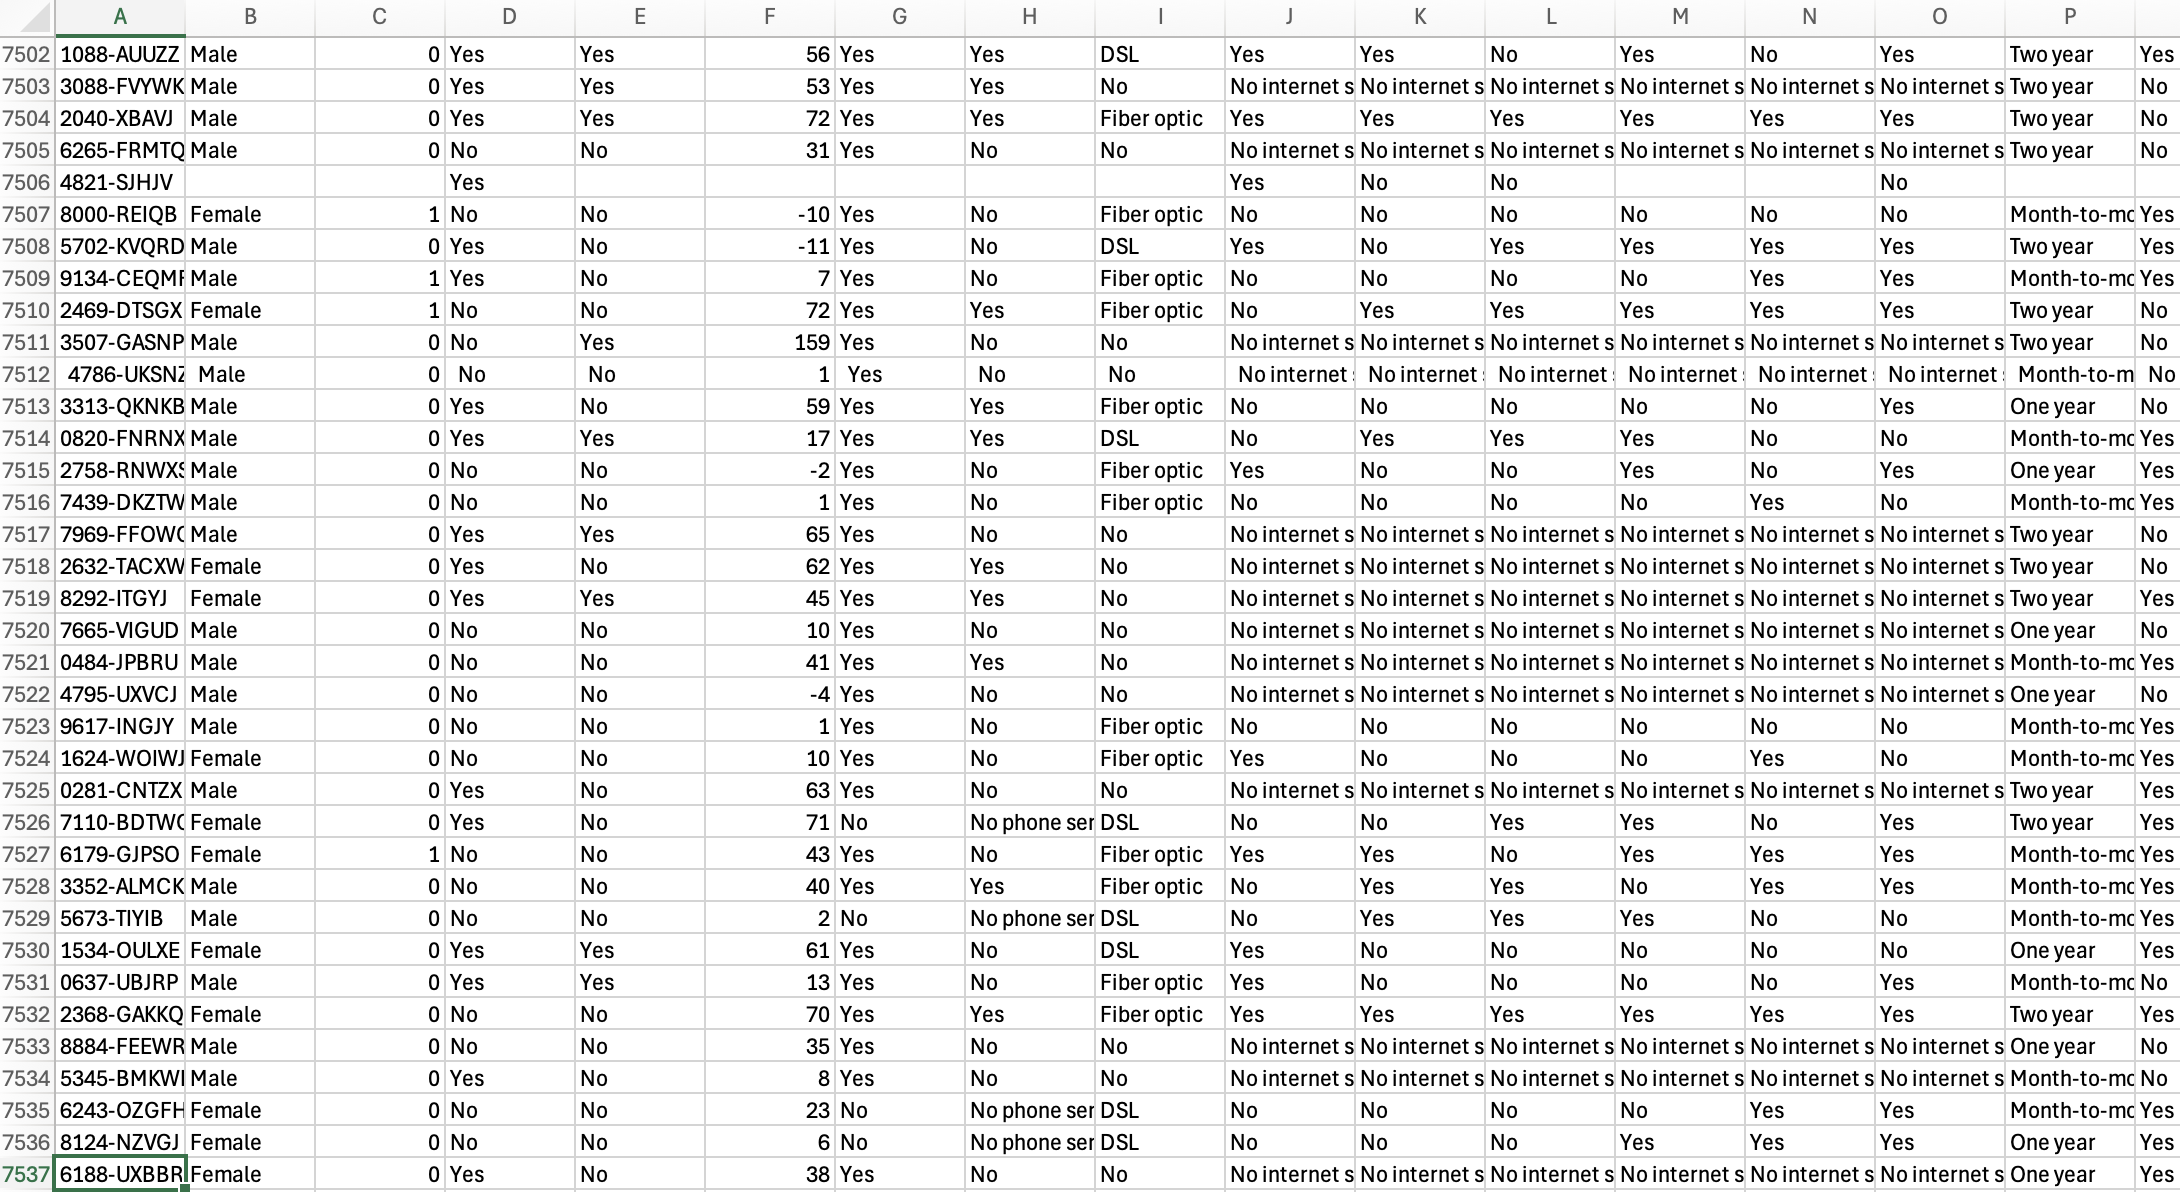 A B C D E F G H I J K L M N O P
7502 1088-AUUZZ Male 0 Yes Yes 56 Yes Yes DSL Yes Yes No Yes No Yes Two year Yes
7503 3088-FVYWK Male 0 Yes Yes 53 Yes Yes No No internet s No internet s No internet s No internet s No internet s No internet s Two year No
7504 2040-XBAVJ Male 0 Yes Yes 72 Yes Yes Fiber optic Yes Yes Yes Yes Yes Yes Two year No
7505 6265-FRMTQ Male 0 No No 31 Yes No No No internet s No internet s No internet s No internet s No internet s No internet s Two year No
7506 4821-SJHJV Yes Yes No No No
7507 8000-REIQB Female 1 No No -10 Yes No Fiber optic No No No No No No Month-to-mo Yes
7508 5702-KVQRD Male 0 Yes No -11 Yes No DSL Yes No Yes Yes Yes Yes Two year Yes
7509 9134-CEQMF Male 1 Yes No 7 Yes No Fiber optic No No No No Yes Yes Month-to-mo Yes
7510 2469-DTSGX Female 1 No No 72 Yes Yes Fiber optic No Yes Yes Yes Yes Yes Two year No
7511 3507-GASNP Male 0 No Yes 159 Yes No No No internet s No internet s No internet s No internet s No internet s No internet s Two year No
7512 4786-UKSNZ Male 0 No No 1 Yes No No No internet No internet No internet No internet No internet No internet Month-to-m No
7513 3313-QKNKB Male 0 Yes No 59 Yes Yes Fiber optic No No No No No Yes One year No
7514 0820-FNRNX Male 0 Yes Yes 17 Yes Yes DSL No Yes Yes Yes No No Month-to-mo Yes
7515 2758-RNWXS Male 0 No No -2 Yes No Fiber optic Yes No No Yes No Yes One year Yes
7516 7439-DKZTW Male 0 No No 1 Yes No Fiber optic No No No No Yes No Month-to-mo Yes
7517 7969-FFOWG Male 0 Yes Yes 65 Yes No No No internet s No internet s No internet s No internet s No internet s No internet s Two year No
7518 2632-TACXW Female 0 Yes No 62 Yes Yes No No internet s No internet s No internet s No internet s No internet s No internet s Two year No
7519 8292-ITGYJ Female 0 Yes Yes 45 Yes Yes No No internet s No internet s No internet s No internet s No internet s No internet s Two year Yes
7520 7665-VIGUD Male 0 No No 10 Yes No No No internet s No internet s No internet s No internet s No internet s No internet s One year No
7521 0484-JPBRU Male 0 No No 41 Yes Yes No No internet s No internet s No internet s No internet s No internet s No internet s Month-to-mo Yes
7522 4795-UXVCJ Male 0 No No -4 Yes No No No internet s No internet s No internet s No internet s No internet s No internet s One year No
7523 9617-INGJY Male 0 No No 1 Yes No Fiber optic No No No No No No Month-to-mo Yes
7524 1624-WOIWJ Female 0 No No 10 Yes No Fiber optic Yes No No No Yes No Month-to-mo Yes
7525 0281-CNTZX Male 0 Yes No 63 Yes No No No internet s No internet s No internet s No internet s No internet s No internet s Two year Yes
7526 7110-BDTWG Female 0 Yes No 71 No No phone ser DSL No No Yes Yes No Yes Two year Yes
7527 6179-GJPSO Female 1 No No 43 Yes No Fiber optic Yes Yes No Yes Yes Yes Month-to-mo Yes
7528 3352-ALMCK Male 0 No No 40 Yes Yes Fiber optic No Yes Yes No Yes Yes Month-to-mo Yes
7529 5673-TIYIB Male 0 No No 2 No No phone ser DSL No Yes Yes Yes No No Month-to-mo Yes
7530 1534-OULXE Female 0 Yes Yes 61 Yes No DSL Yes No No No No No One year Yes
7531 0637-UBJRP Male 0 Yes Yes 13 Yes No Fiber optic Yes No No No No Yes Month-to-mo No
7532 2368-GAKKQ Female 0 No No 70 Yes Yes Fiber optic Yes Yes Yes Yes Yes Yes Two year Yes
7533 8884-FEEWR Male 0 No No 35 Yes No No No internet s No internet s No internet s No internet s No internet s No internet s One year No
7534 5345-BMKW Male 0 Yes No 8 Yes No No No internet s No internet s No internet s No internet s No internet s No internet s Month-to-mo No
7535 6243-OZGFH Female 0 No No 23 No No phone ser DSL No No No No Yes Yes Month-to-mo Yes
7536 8124-NZVGJ Female 0 No No 6 No No phone ser DSL No No No Yes Yes Yes One year Yes
7537 6188-UXBBR Female 0 Yes No 38 Yes No No No internet s No internet s No internet s No internet s No internet s No internet s One year Yes